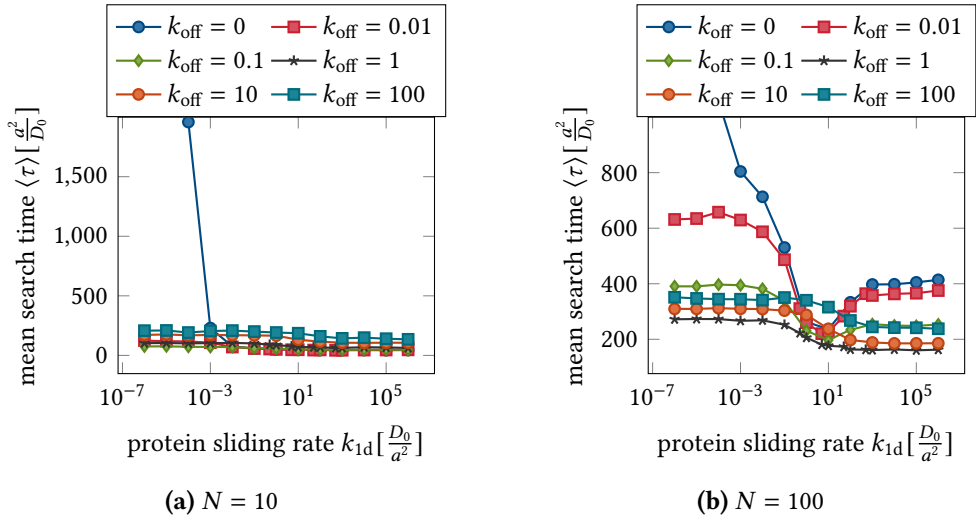 k_off = 0 k_off = 0.01
k_off = 0.1 k_off = 1
k_off = 10 k_off = 100
mean search time ⟨τ⟩[a²/D₀]
1,500
1,000
500
0
10⁻⁷ 10⁻³ 10¹ 10⁵
protein sliding rate k_1d[D₀/a²]
(a) N = 10
k_off = 0 k_off = 0.01
k_off = 0.1 k_off = 1
k_off = 10 k_off = 100
mean search time ⟨τ⟩[a²/D₀]
800
600
400
200
10⁻⁷ 10⁻³ 10¹ 10⁵
protein sliding rate k_1d[D₀/a²]
(b) N = 100